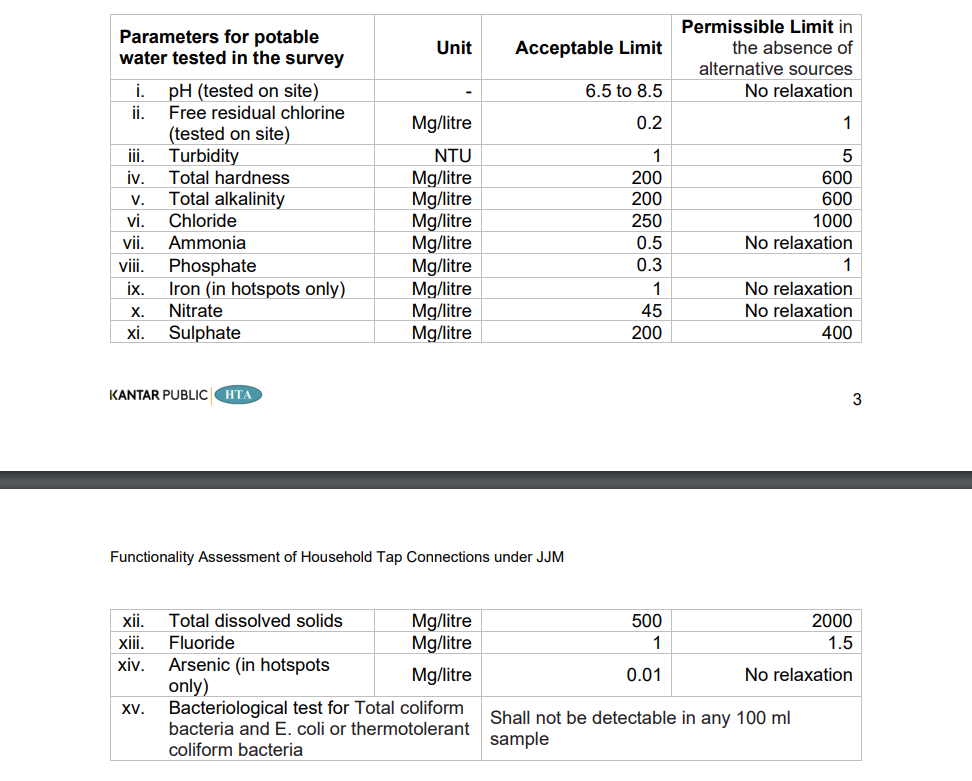 Parameters for potable water tested in the survey | Unit | Acceptable Limit | Permissible Limit in the absence of alternative sources
i. pH (tested on site) | - | 6.5 to 8.5 | No relaxation
ii. Free residual chlorine (tested on site) | Mg/litre | 0.2 | 1
iii. Turbidity | NTU | 1 | 5
iv. Total hardness | Mg/litre | 200 | 600
v. Total alkalinity | Mg/litre | 200 | 600
vi. Chloride | Mg/litre | 250 | 1000
vii. Ammonia | Mg/litre | 0.5 | No relaxation
viii. Phosphate | Mg/litre | 0.3 | 1
ix. Iron (in hotspots only) | Mg/litre | 1 | No relaxation
x. Nitrate | Mg/litre | 45 | No relaxation
xi. Sulphate | Mg/litre | 200 | 400
KANTAR PUBLIC | HTA
3
Functionality Assessment of Household Tap Connections under JJM
xii. Total dissolved solids | Mg/litre | 500 | 2000
xiii. Fluoride | Mg/litre | 1 | 1.5
xiv. Arsenic (in hotspots only) | Mg/litre | 0.01 | No relaxation
xv. Bacteriological test for Total coliform bacteria and E. coli or thermotolerant coliform bacteria | Shall not be detectable in any 100 ml sample